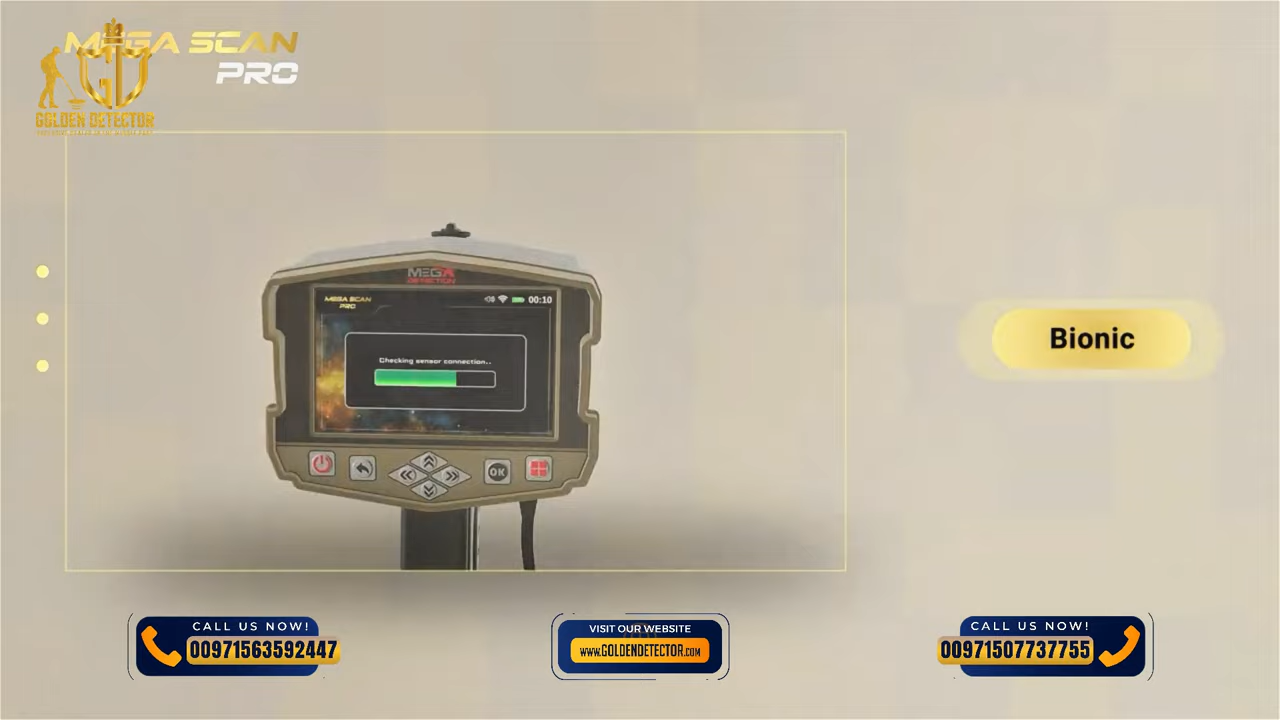 MEGA SCAN
PRO
GOLDEN DETECTOR
MEGA
DETECTION
MEGA SCAN
PRO
00:10
Checking sensor connection..
OK
Bionic
CALL US NOW!
00971563592447
VISIT OUR WEBSITE
www.GOLDENDETECTOR.com
CALL US NOW!
00971507737755